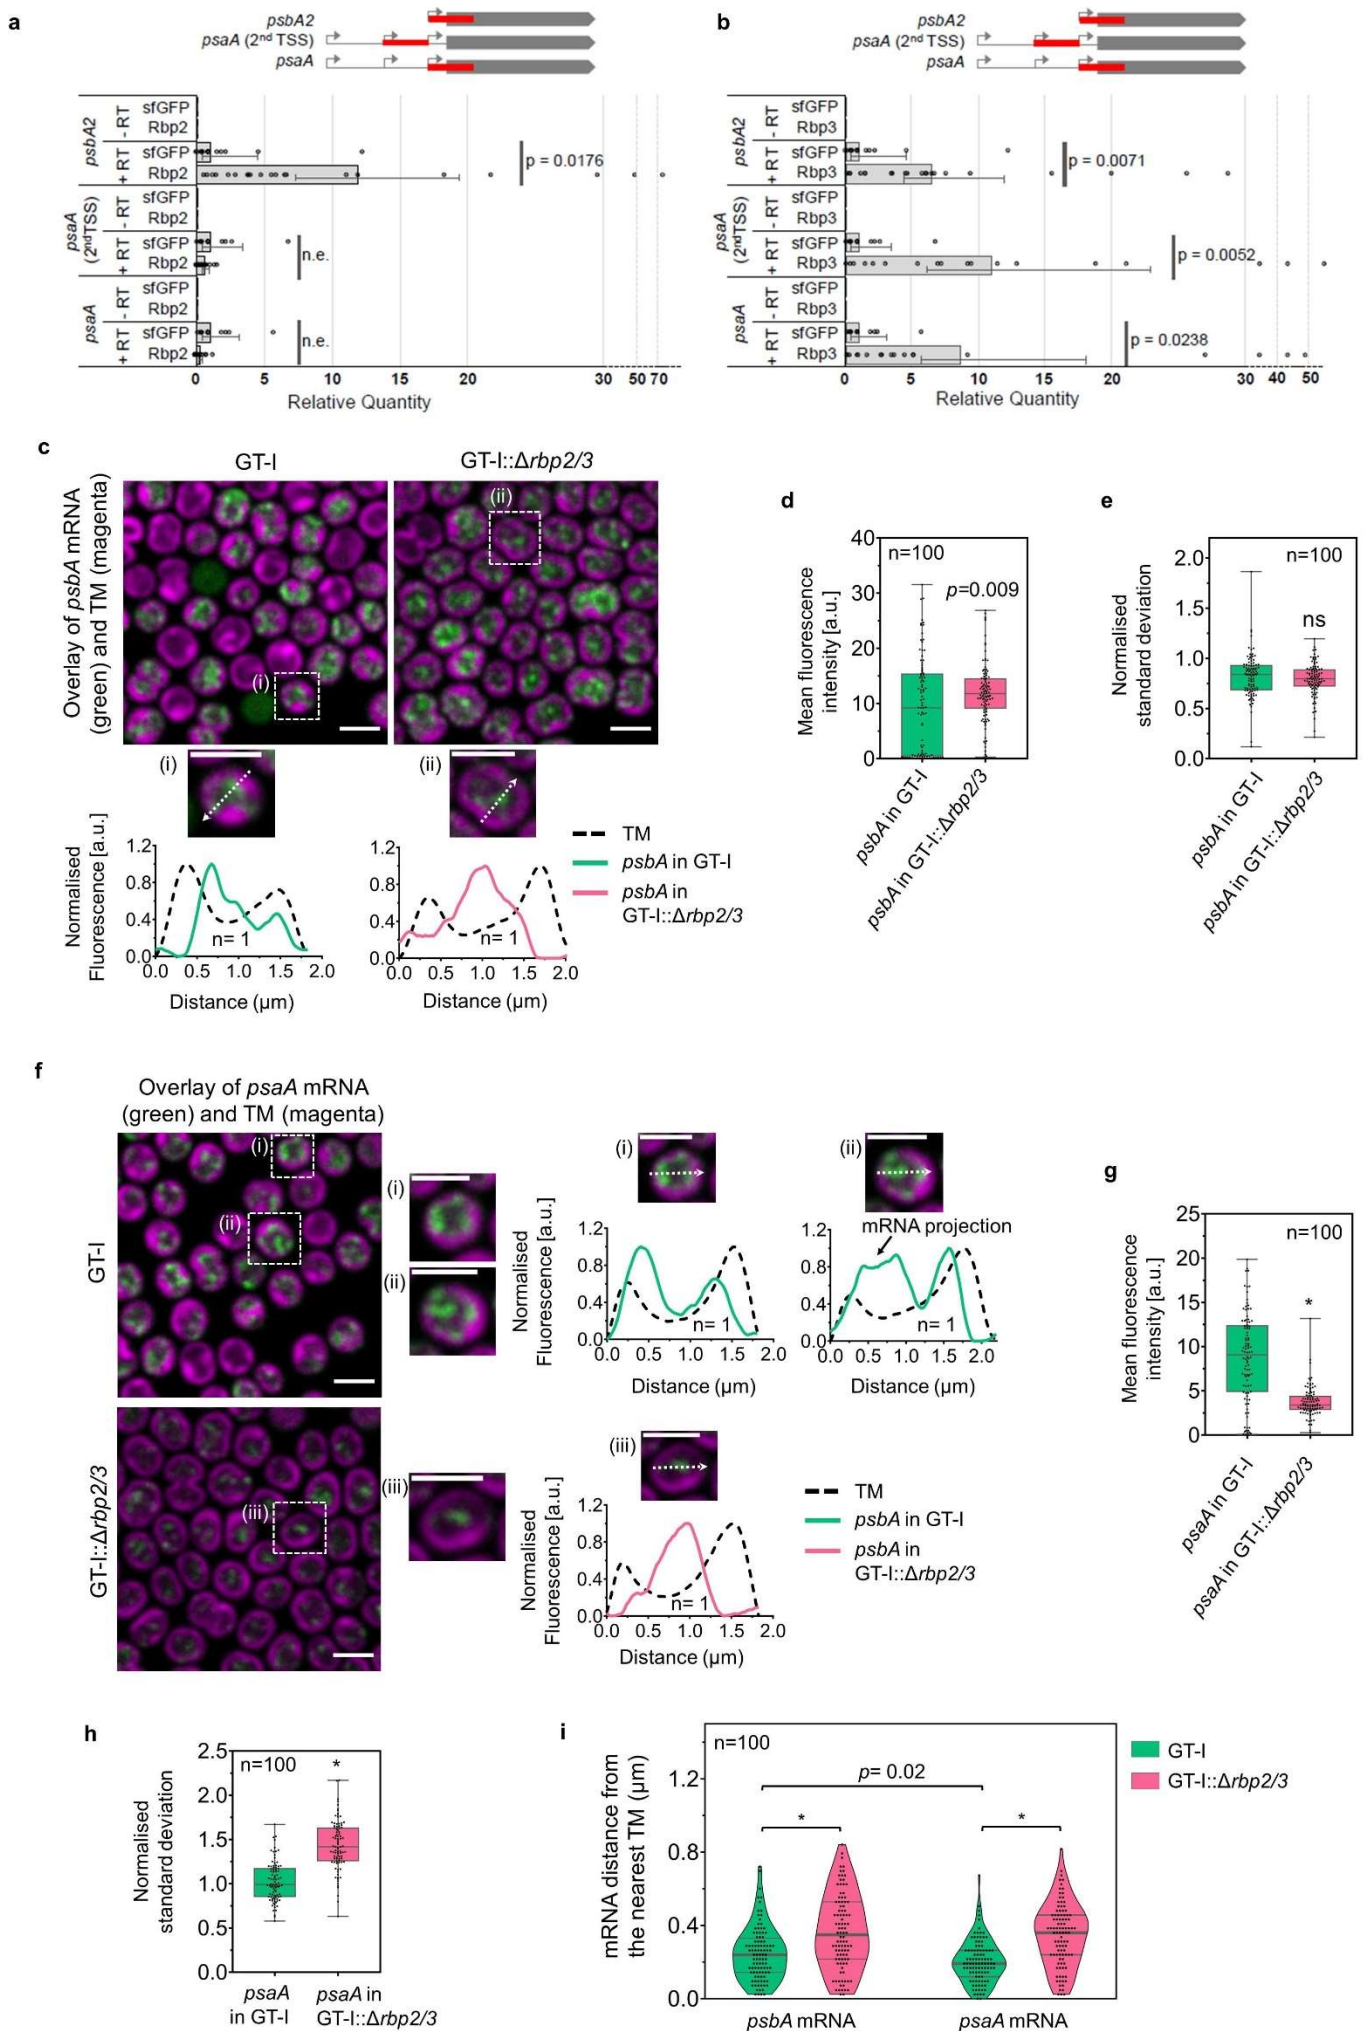 a
psbA2
psaA (2nd TSS)
psaA
psbA2
- RT
sfGFP
Rbp2
+ RT
sfGFP
Rbp2
p = 0.0176
psaA
(2ndTSS)
- RT
sfGFP
Rbp2
+ RT
sfGFP
Rbp2
n.e.
psaA
- RT
sfGFP
Rbp2
+ RT
sfGFP
Rbp2
n.e.
0 5 10 15 20 30 50 70
Relative Quantity
b
psbA2
psaA (2nd TSS)
psaA
psbA2
- RT
sfGFP
Rbp3
+ RT
sfGFP
Rbp3
p = 0.0071
psaA
(2ndTSS)
- RT
sfGFP
Rbp3
+ RT
sfGFP
Rbp3
p = 0.0052
psaA
- RT
sfGFP
Rbp3
+ RT
sfGFP
Rbp3
p = 0.0238
0 5 10 15 20 30 40 50
Relative Quantity
c
GT-I
GT-I::Δrbp2/3
Overlay of psbA mRNA
(green) and TM (magenta)
(i)
(ii)
(i)
(ii)
Normalised
Fluorescence [a.u.]
1.2
0.8
0.4
0.0
n= 1
0.0 0.5 1.0 1.5 2.0
Distance (µm)
1.2
0.8
0.4
0.0
n= 1
0.0 0.5 1.0 1.5 2.0
Distance (µm)
TM
psbA in GT-I
psbA in
GT-I::Δrbp2/3
d
Mean fluorescence
intensity [a.u.]
40
30
20
10
0
n=100
p=0.009
psbA in GT-I
psbA in GT-I::Δrbp2/3
e
Normalised
standard deviation
2.0
1.5
1.0
0.5
0.0
n=100
ns
psbA in GT-I
psbA in GT-I::Δrbp2/3
f
Overlay of psaA mRNA
(green) and TM (magenta)
GT-I
(i)
(ii)
(i)
(ii)
GT-I::Δrbp2/3
(iii)
(iii)
(i)
Normalised
Fluorescence [a.u.]
1.2
0.8
0.4
0.0
n= 1
0.0 0.5 1.0 1.5 2.0
Distance (µm)
(ii)
mRNA projection
1.2
0.8
0.4
0.0
n= 1
0.0 0.5 1.0 1.5 2.0
Distance (µm)
(iii)
Normalised
Fluorescence [a.u.]
1.2
0.8
0.4
0.0
n= 1
0.0 0.5 1.0 1.5 2.0
Distance (µm)
TM
psbA in GT-I
psbA in
GT-I::Δrbp2/3
g
Mean fluorescence
intensity [a.u.]
25
20
15
10
5
0
n=100
*
psaA in GT-I
psaA in GT-I::Δrbp2/3
h
Normalised
standard deviation
2.5
2.0
1.5
1.0
0.5
0.0
n=100
*
psaA
in GT-I
psaA in
GT-I::Δrbp2/3
i
mRNA distance from
the nearest TM (µm)
1.2
0.8
0.4
0.0
n=100
p= 0.02
*
*
psbA mRNA
psaA mRNA
GT-I
GT-I::Δrbp2/3